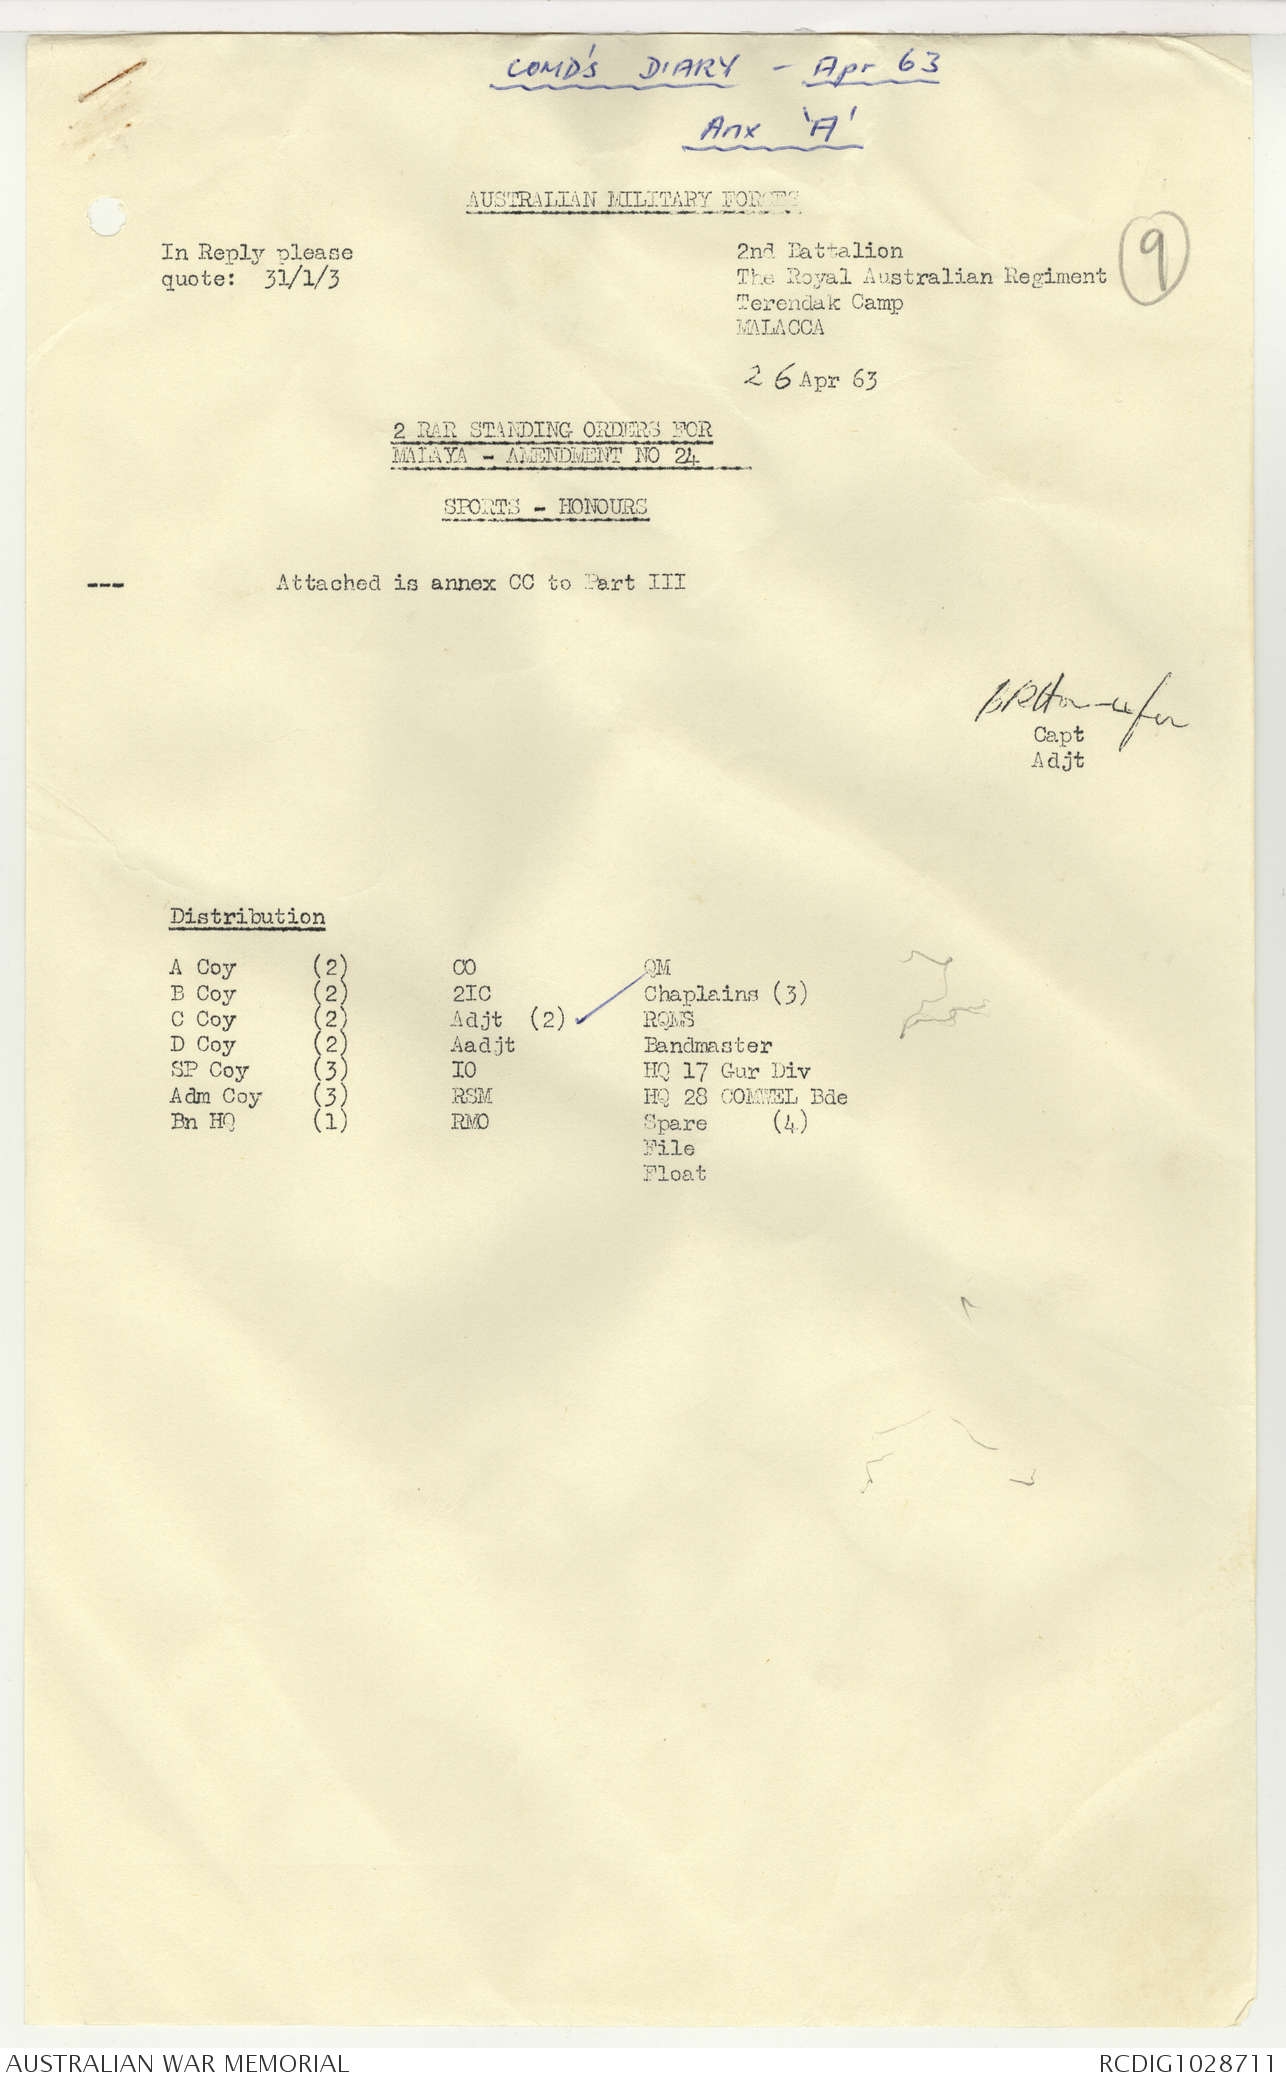 COMD'S DIARY - Apr 63
Anx 'A'
AUSTRALIAN MILITARY FORCES
In Reply please
quote: 31/1/3
2nd Battalion
The Royal Australian Regiment
Terendak Camp
MALACCA
9
26 Apr 63
2 RAR STANDING ORDERS FOR
MALAYA - AMENDMENT NO 24
SPORTS - HONOURS
--- Attached is annex CC to Part III
Capt
Adjt
Distribution
A Coy (2) CO QM
B Coy (2) 2IC Chaplains (3)
C Coy (2) Adjt (2) RQMS
D Coy (2) Aadjt Bandmaster
SP Coy (3) IO HQ 17 Gur Div
Adm Coy (3) RSM HQ 28 COMWEL Bde
Bn HQ (1) RMO Spare (4)
File
Float
AUSTRALIAN WAR MEMORIAL RCDIG1028711